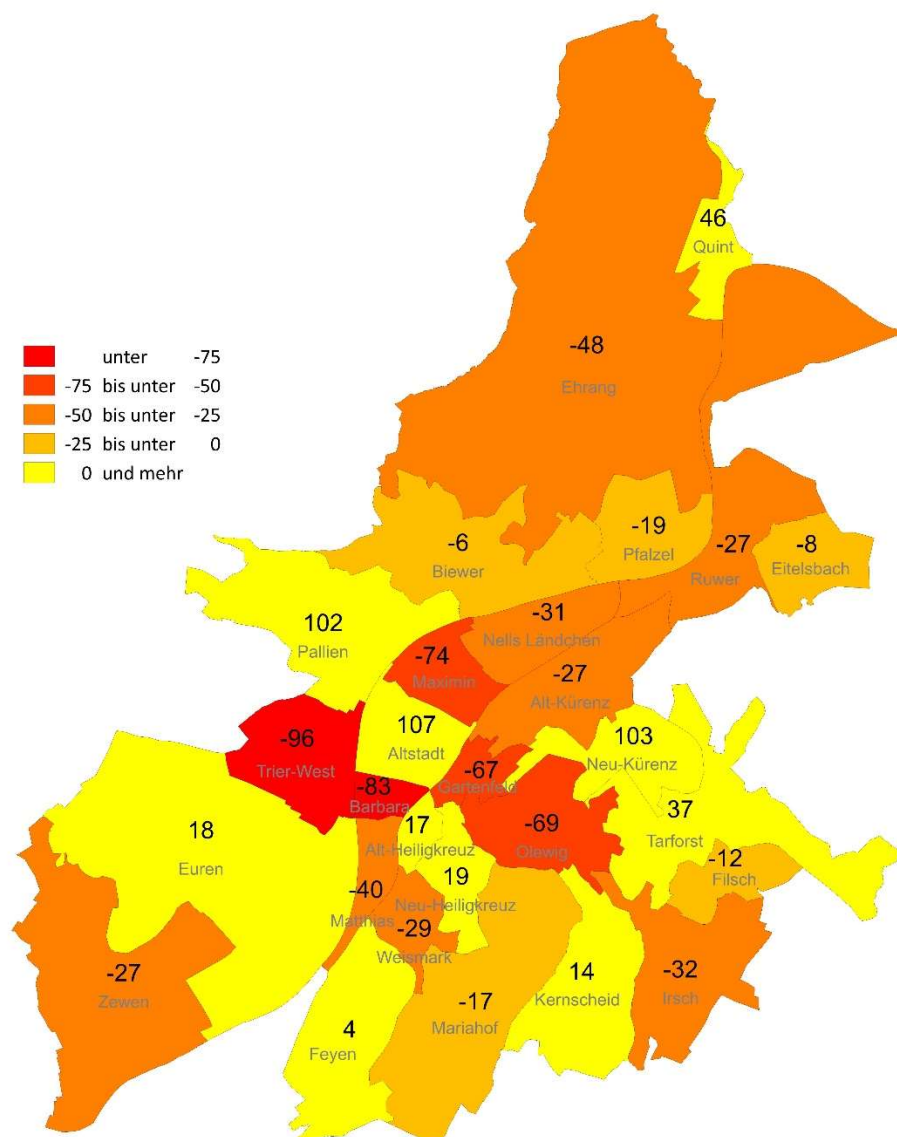 46
Quint
-48
Ehrang
unter -75
-75 bis unter -50
-50 bis unter -25
-25 bis unter 0
0 und mehr
-6
Biewer
-19
Pfalzel
-27
Ruwer
-8
Eitelsbach
102
Pallien
-31
Nells Ländchen
-74
Maximin
-27
Alt-Kürenz
107
Altstadt
103
Neu-Kürenz
-96
Trier-West
-83
Barbara
-67
Gartenfeld
-69
Olewig
37
Tarforst
18
Euren
17
Alt-Heiligkreuz
-12
Filsch
19
Neu-Heiligkreuz
-40
Matthias
-29
Weismark
-27
Zewen
-17
Mariahof
14
Kernscheid
-32
Irsch
4
Feyen